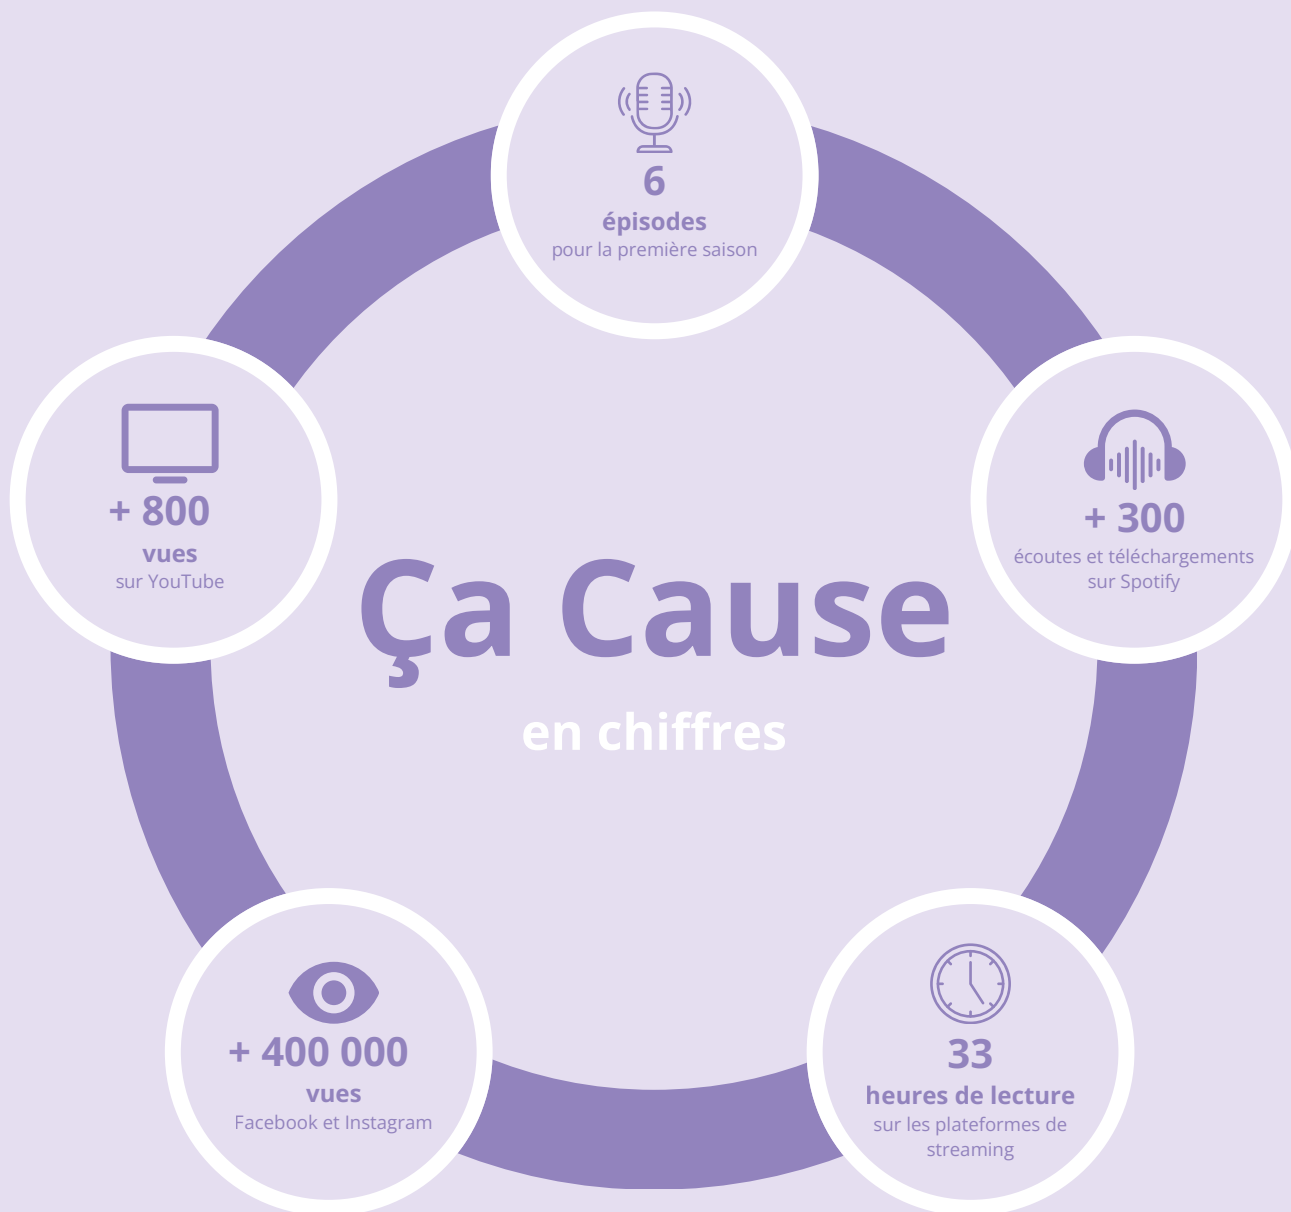 6
épisodes
pour la première saison
+ 800
vues
sur YouTube
+ 300
écoutes et téléchargements
sur Spotify
Ça Cause
en chiffres
+ 400 000
vues
Facebook et Instagram
33
heures de lecture
sur les plateformes de
streaming